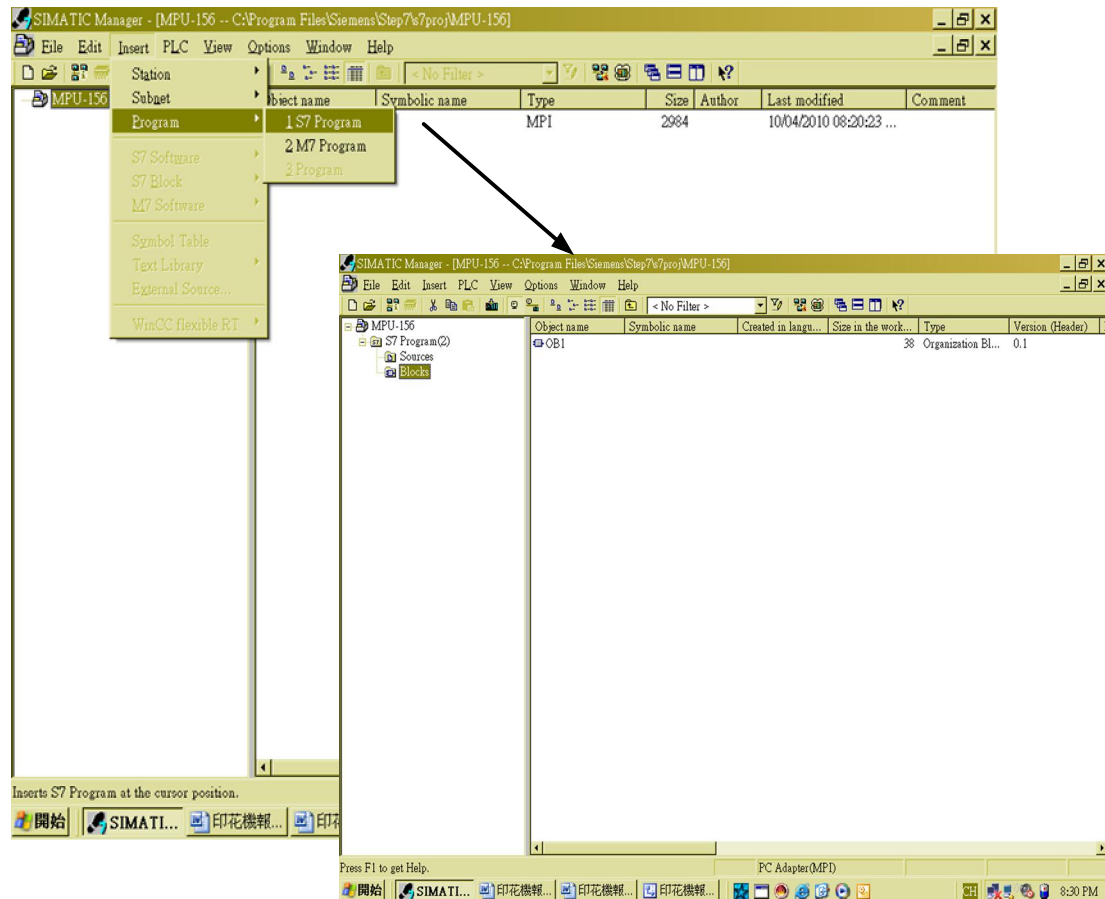 SIMATIC Manager - [MPU-156 -- C:\Program Files\Siemens\Step7\s7proj\MPU-156]
File Edit Insert PLC View Options Window Help
< No Filter >
MPU-156
Station
Subnet
Program
S7 Software
S7 Block
M7 Software
Symbol Table
Text Library
External Source...
WinCC flexible RT
1 S7 Program
2 M7 Program
3 Program
bject name Symbolic name Type Size Author Last modified Comment
MPI 2984 10/04/2010 08:20:23 ...
Inserts S7 Program at the cursor position.
開始 SIMATI... 印花機報... 印花
SIMATIC Manager - [MPU-156 -- C:\Program Files\Siemens\Step7\s7proj\MPU-156]
File Edit Insert PLC View Options Window Help
< No Filter >
MPU-156
S7 Program(2)
Sources
Blocks
Object name Symbolic name Created in langu... Size in the work... Type Version (Header)
OB1 38 Organization Bl... 0.1
Press F1 to get Help. PC Adapter(MPI)
開始 SIMATI... 印花機報... 印花機報... 印花機報... CH 8:30 PM